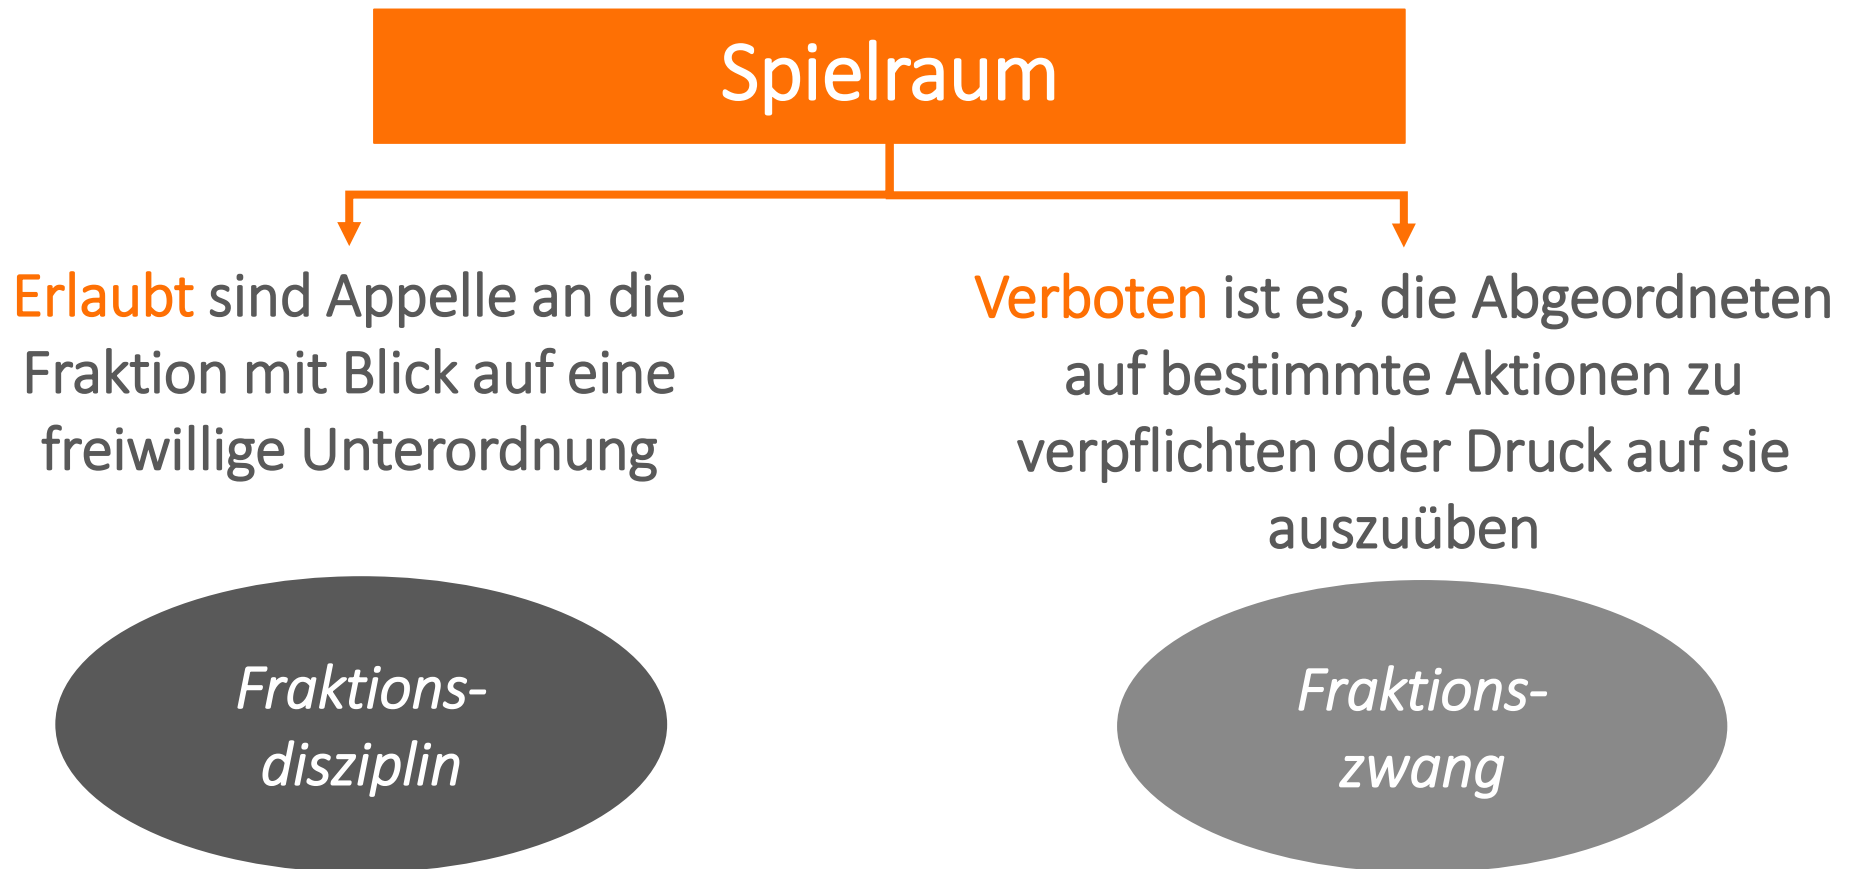 Spielraum
Erlaubt sind Appelle an die
Fraktion mit Blick auf eine
freiwillige Unterordnung
Verboten ist es, die Abgeordneten
auf bestimmte Aktionen zu
verpflichten oder Druck auf sie
auszuüben
Fraktions-
disziplin
Fraktions-
zwang